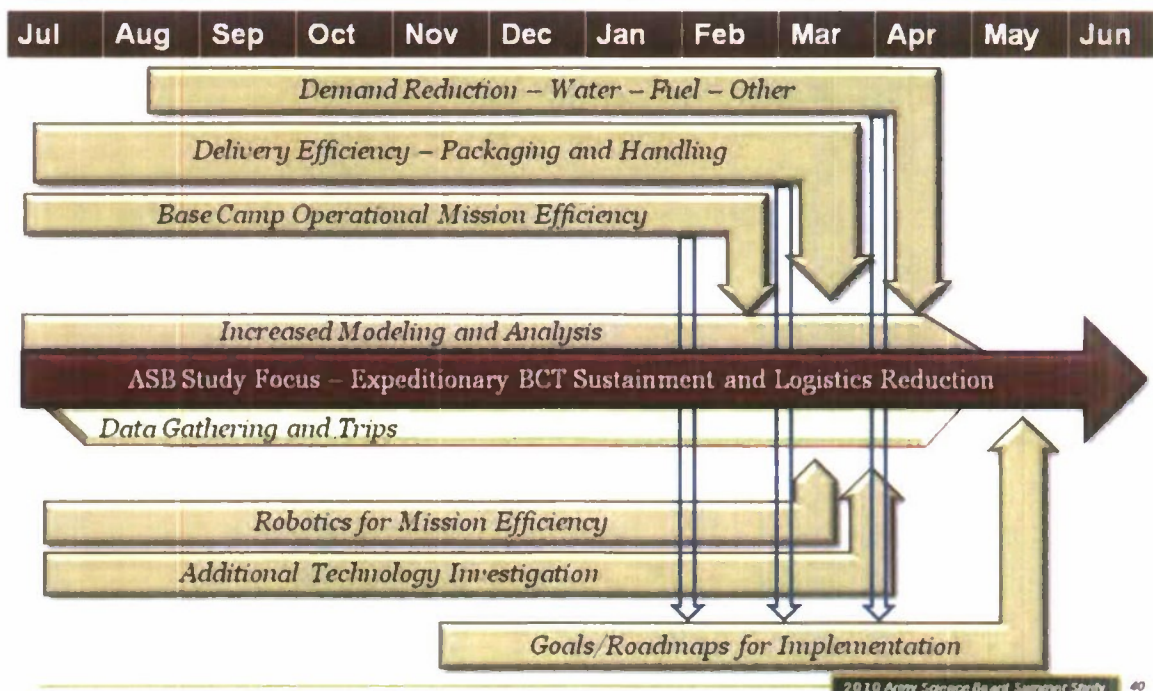 Jul Aug Sep Oct Nov Dec Jan Feb Mar Apr May Jun
Demand Reduction – Water – Fuel – Other
Delivery Efficiency – Packaging and Handling
Base Camp Operational Mission Efficiency
Increased Modeling and Analysis
ASB Study Focus – Expeditionary BCT Sustainment and Logistics Reduction
Data Gathering and Trips
Robotics for Mission Efficiency
Additional Technology Investigation
Goals/Roadmaps for Implementation
2010 Army Science Board Summer Study 40